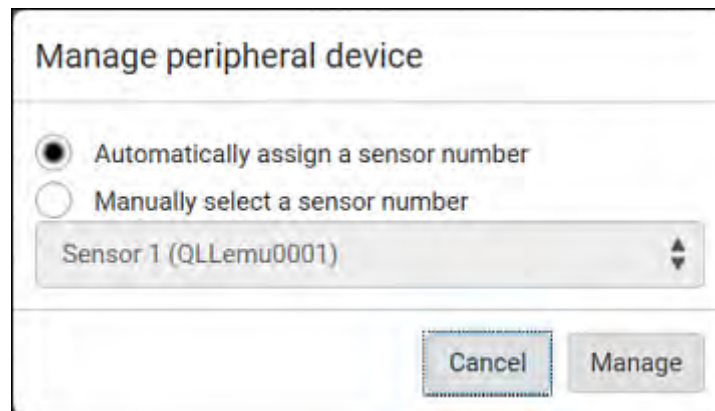 Manage peripheral device
Automatically assign a sensor number
Manually select a sensor number
Sensor 1 (QLLemu0001)
Cancel Manage